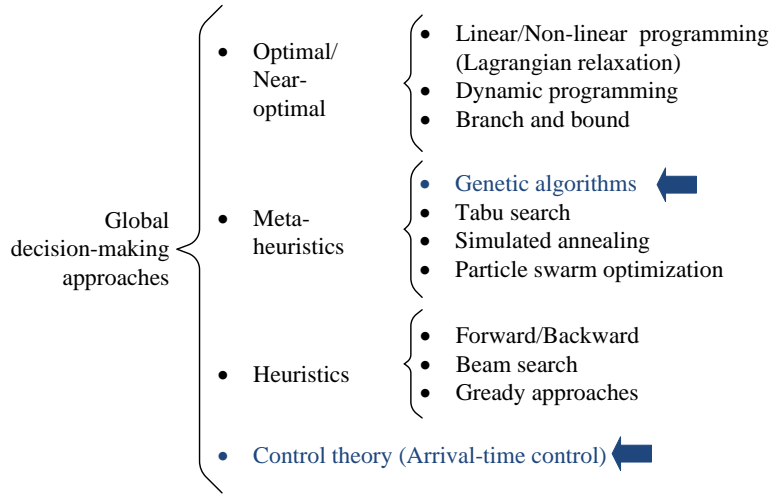 Global
decision-making
approaches
• Optimal/
Near-
optimal
• Linear/Non-linear programming
(Lagrangian relaxation)
• Dynamic programming
• Branch and bound
• Meta-
heuristics
• Genetic algorithms
• Tabu search
• Simulated annealing
• Particle swarm optimization
• Heuristics
• Forward/Backward
• Beam search
• Gready approaches
• Control theory (Arrival-time control)